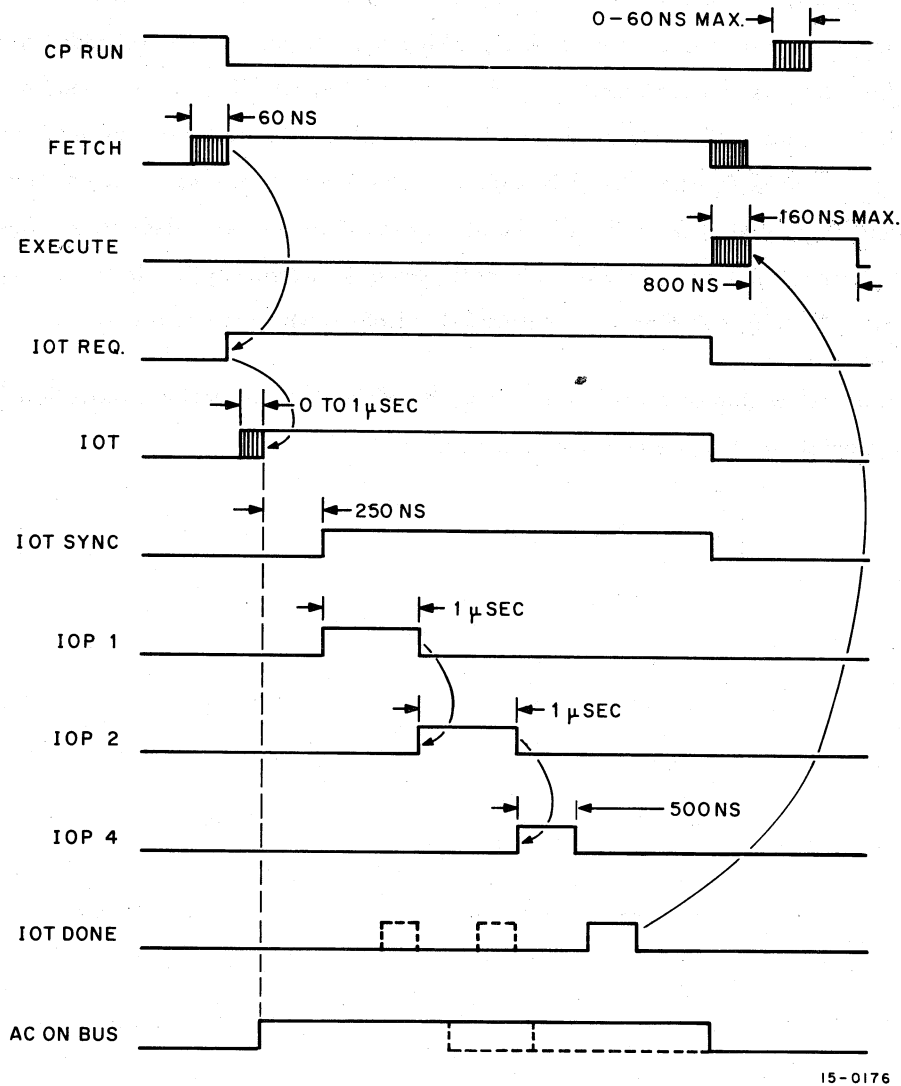 0-60 NS MAX.
CP RUN
60 NS
FETCH
160 NS MAX.
EXECUTE
800 NS
IOT REQ.
0 TO 1 μSEC
IOT
250 NS
IOT SYNC
1 μSEC
IOP 1
1 μSEC
IOP 2
500 NS
IOP 4
IOT DONE
AC ON BUS
15-0176